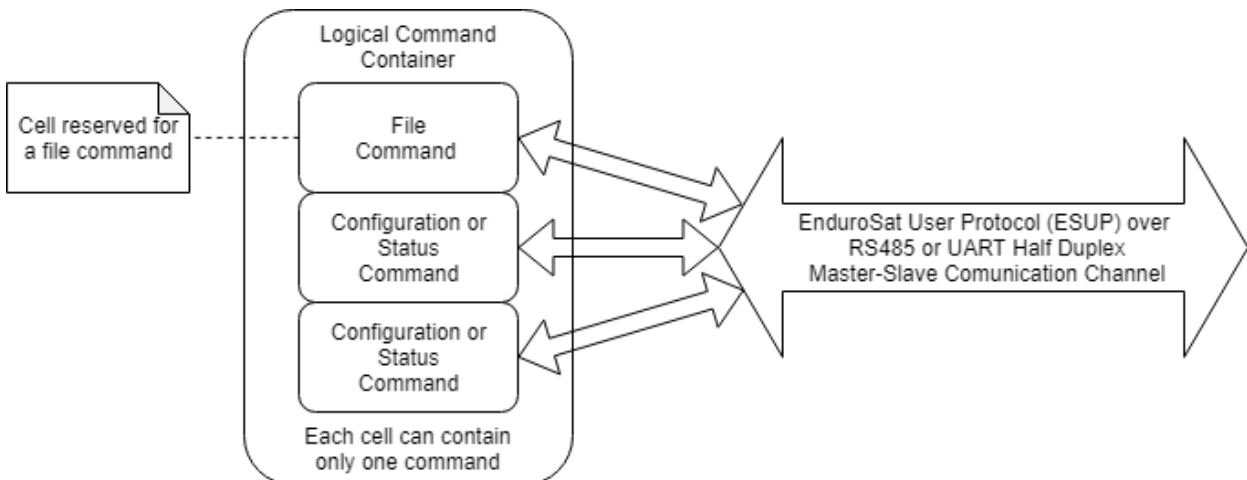 Logical Command
Container
Cell reserved for
a file command
File
Command
Configuration or
Status
Command
Configuration or
Status
Command
Each cell can contain
only one command
EnduroSat User Protocol (ESUP) over
RS485 or UART Half Duplex
Master-Slave Comunication Channel